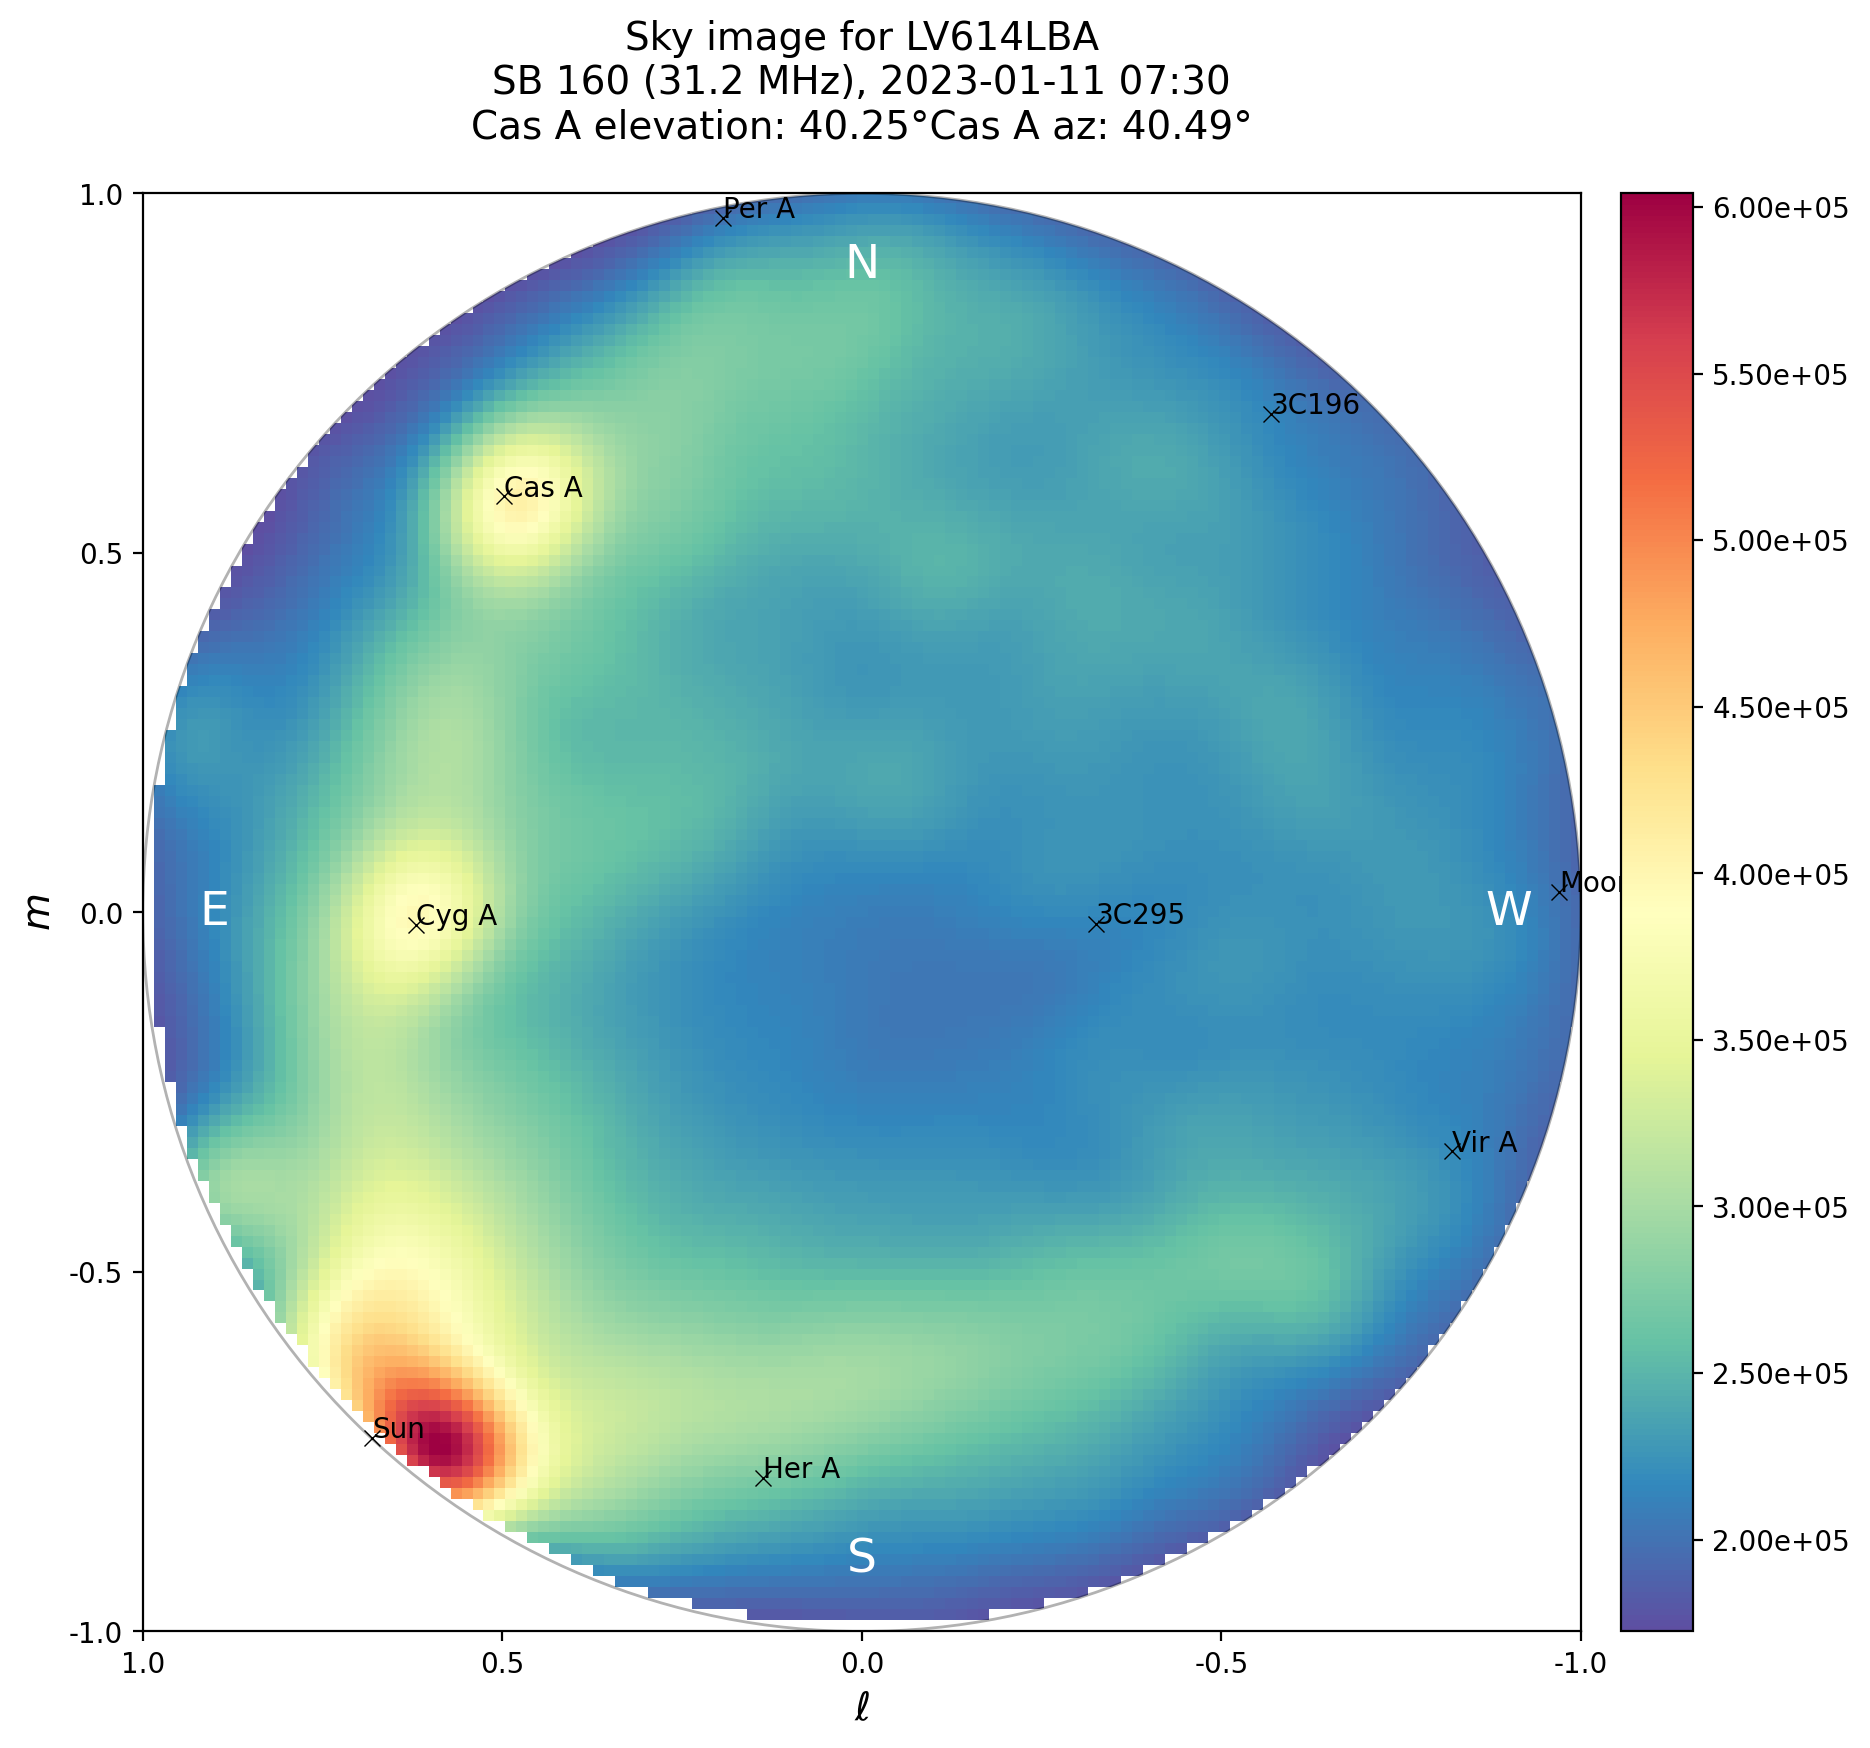 Sky image for LV614LBA
SB 160 (31.2 MHz), 2023-01-11 07:30
Cas A elevation: 40.25°Cas A az: 40.49°
1.0
0.5
0.0
-0.5
-1.0
m
Per A
N
3C196
Cas A
Moon
E
Cyg A
3C295
W
Vir A
Sun
Her A
S
1.0
0.5
0.0
-0.5
-1.0
ℓ
6.00e+05
5.50e+05
5.00e+05
4.50e+05
4.00e+05
3.50e+05
3.00e+05
2.50e+05
2.00e+05